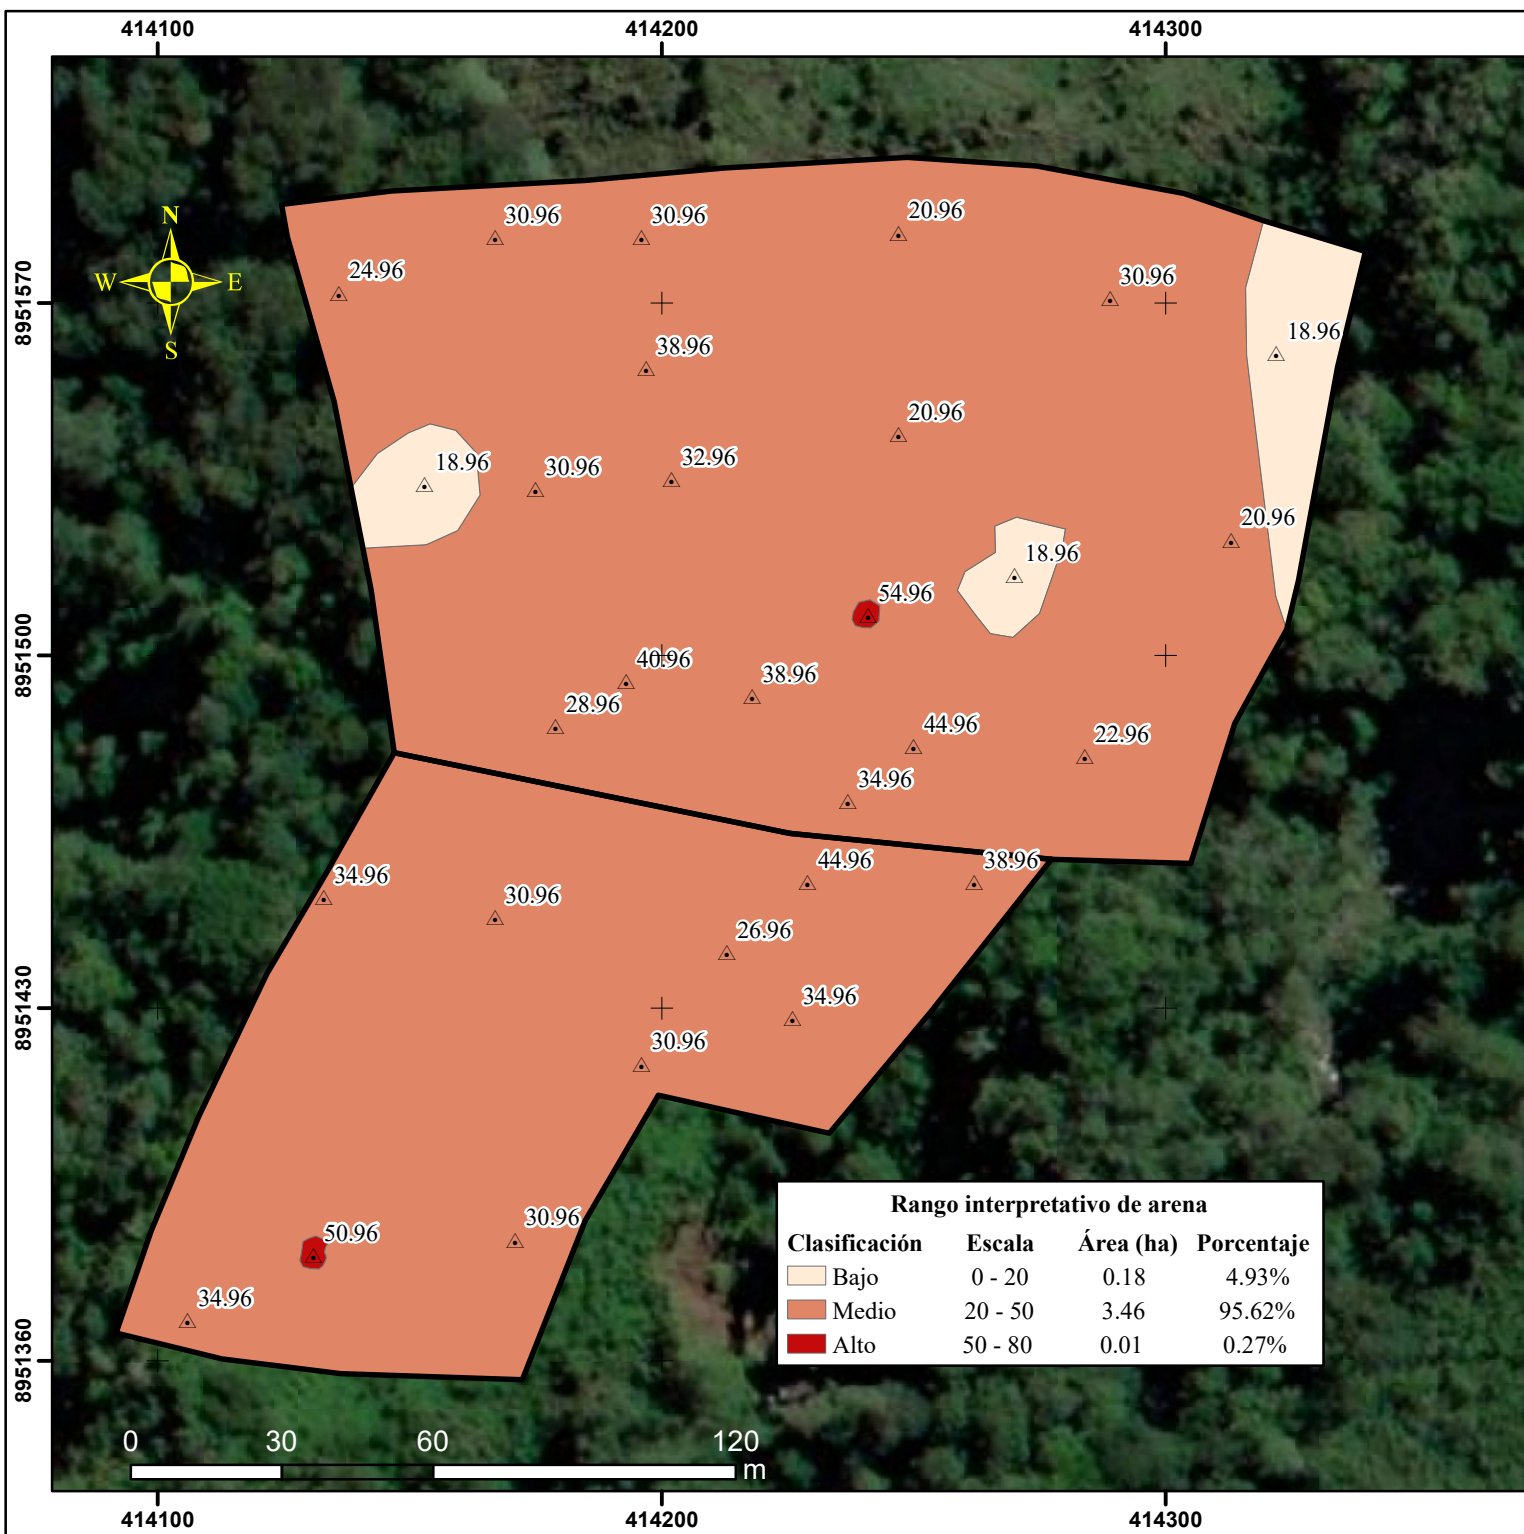 414100 414200 414300
30.96 30.96 20.96
N
24.96 30.96
W E
8951570
18.96
38.96
S
20.96
18.96 30.96 32.96
20.96
18.96
54.96
8951500
40.96 38.96
28.96 44.96 22.96
34.96
44.96 38.96
34.96 30.96
26.96
34.96
8951430
30.96
30.96
50.96
34.96
8951360
Rango interpretativo de arena
Clasificación Escala Área (ha) Porcentaje
Bajo 0 - 20 0.18 4.93%
Medio 20 - 50 3.46 95.62%
Alto 50 - 80 0.01 0.27%
0 30 60 120
m
414100 414200 414300